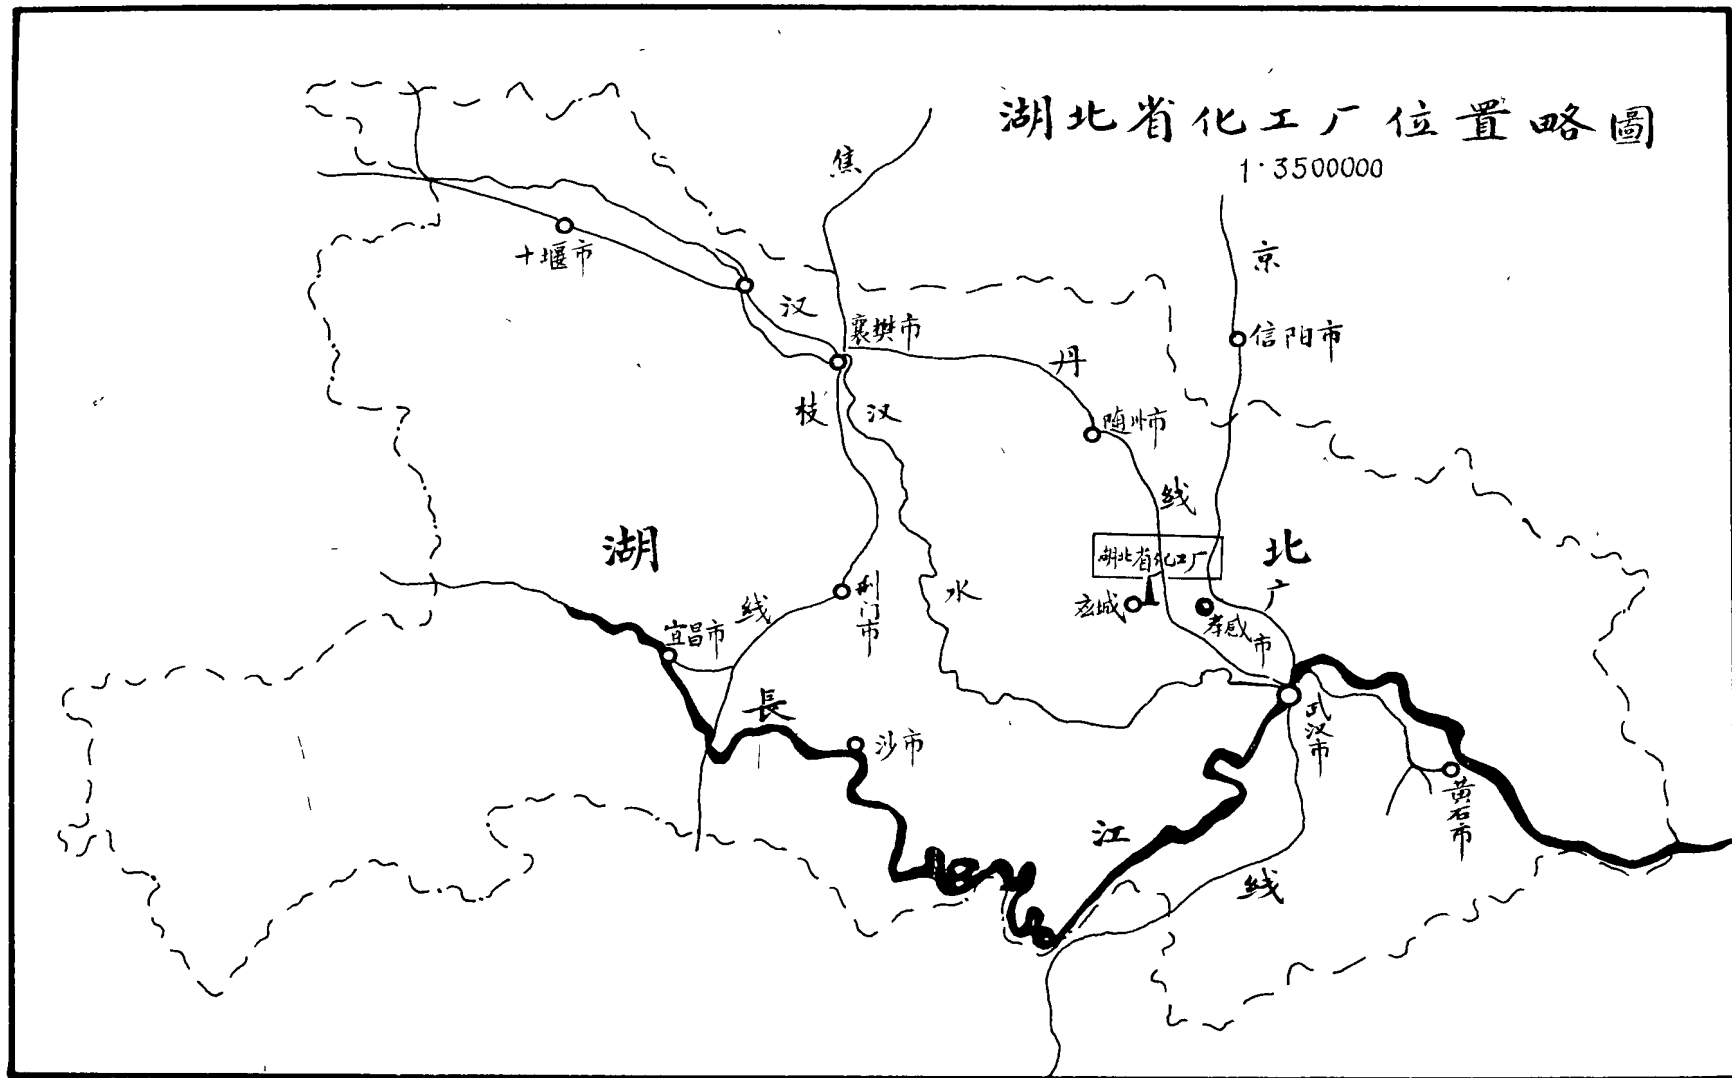 湖北省化工厂位置略圖
1:3500000
焦
京
十堰市
汉
襄樊市
信阳市
丹
枝
汉
随州市
线
湖
北
湖北省化工厂
广
水
线
荆门市
应城
孝感市
宜昌市
長
沙市
武汉市
黄石市
江
线